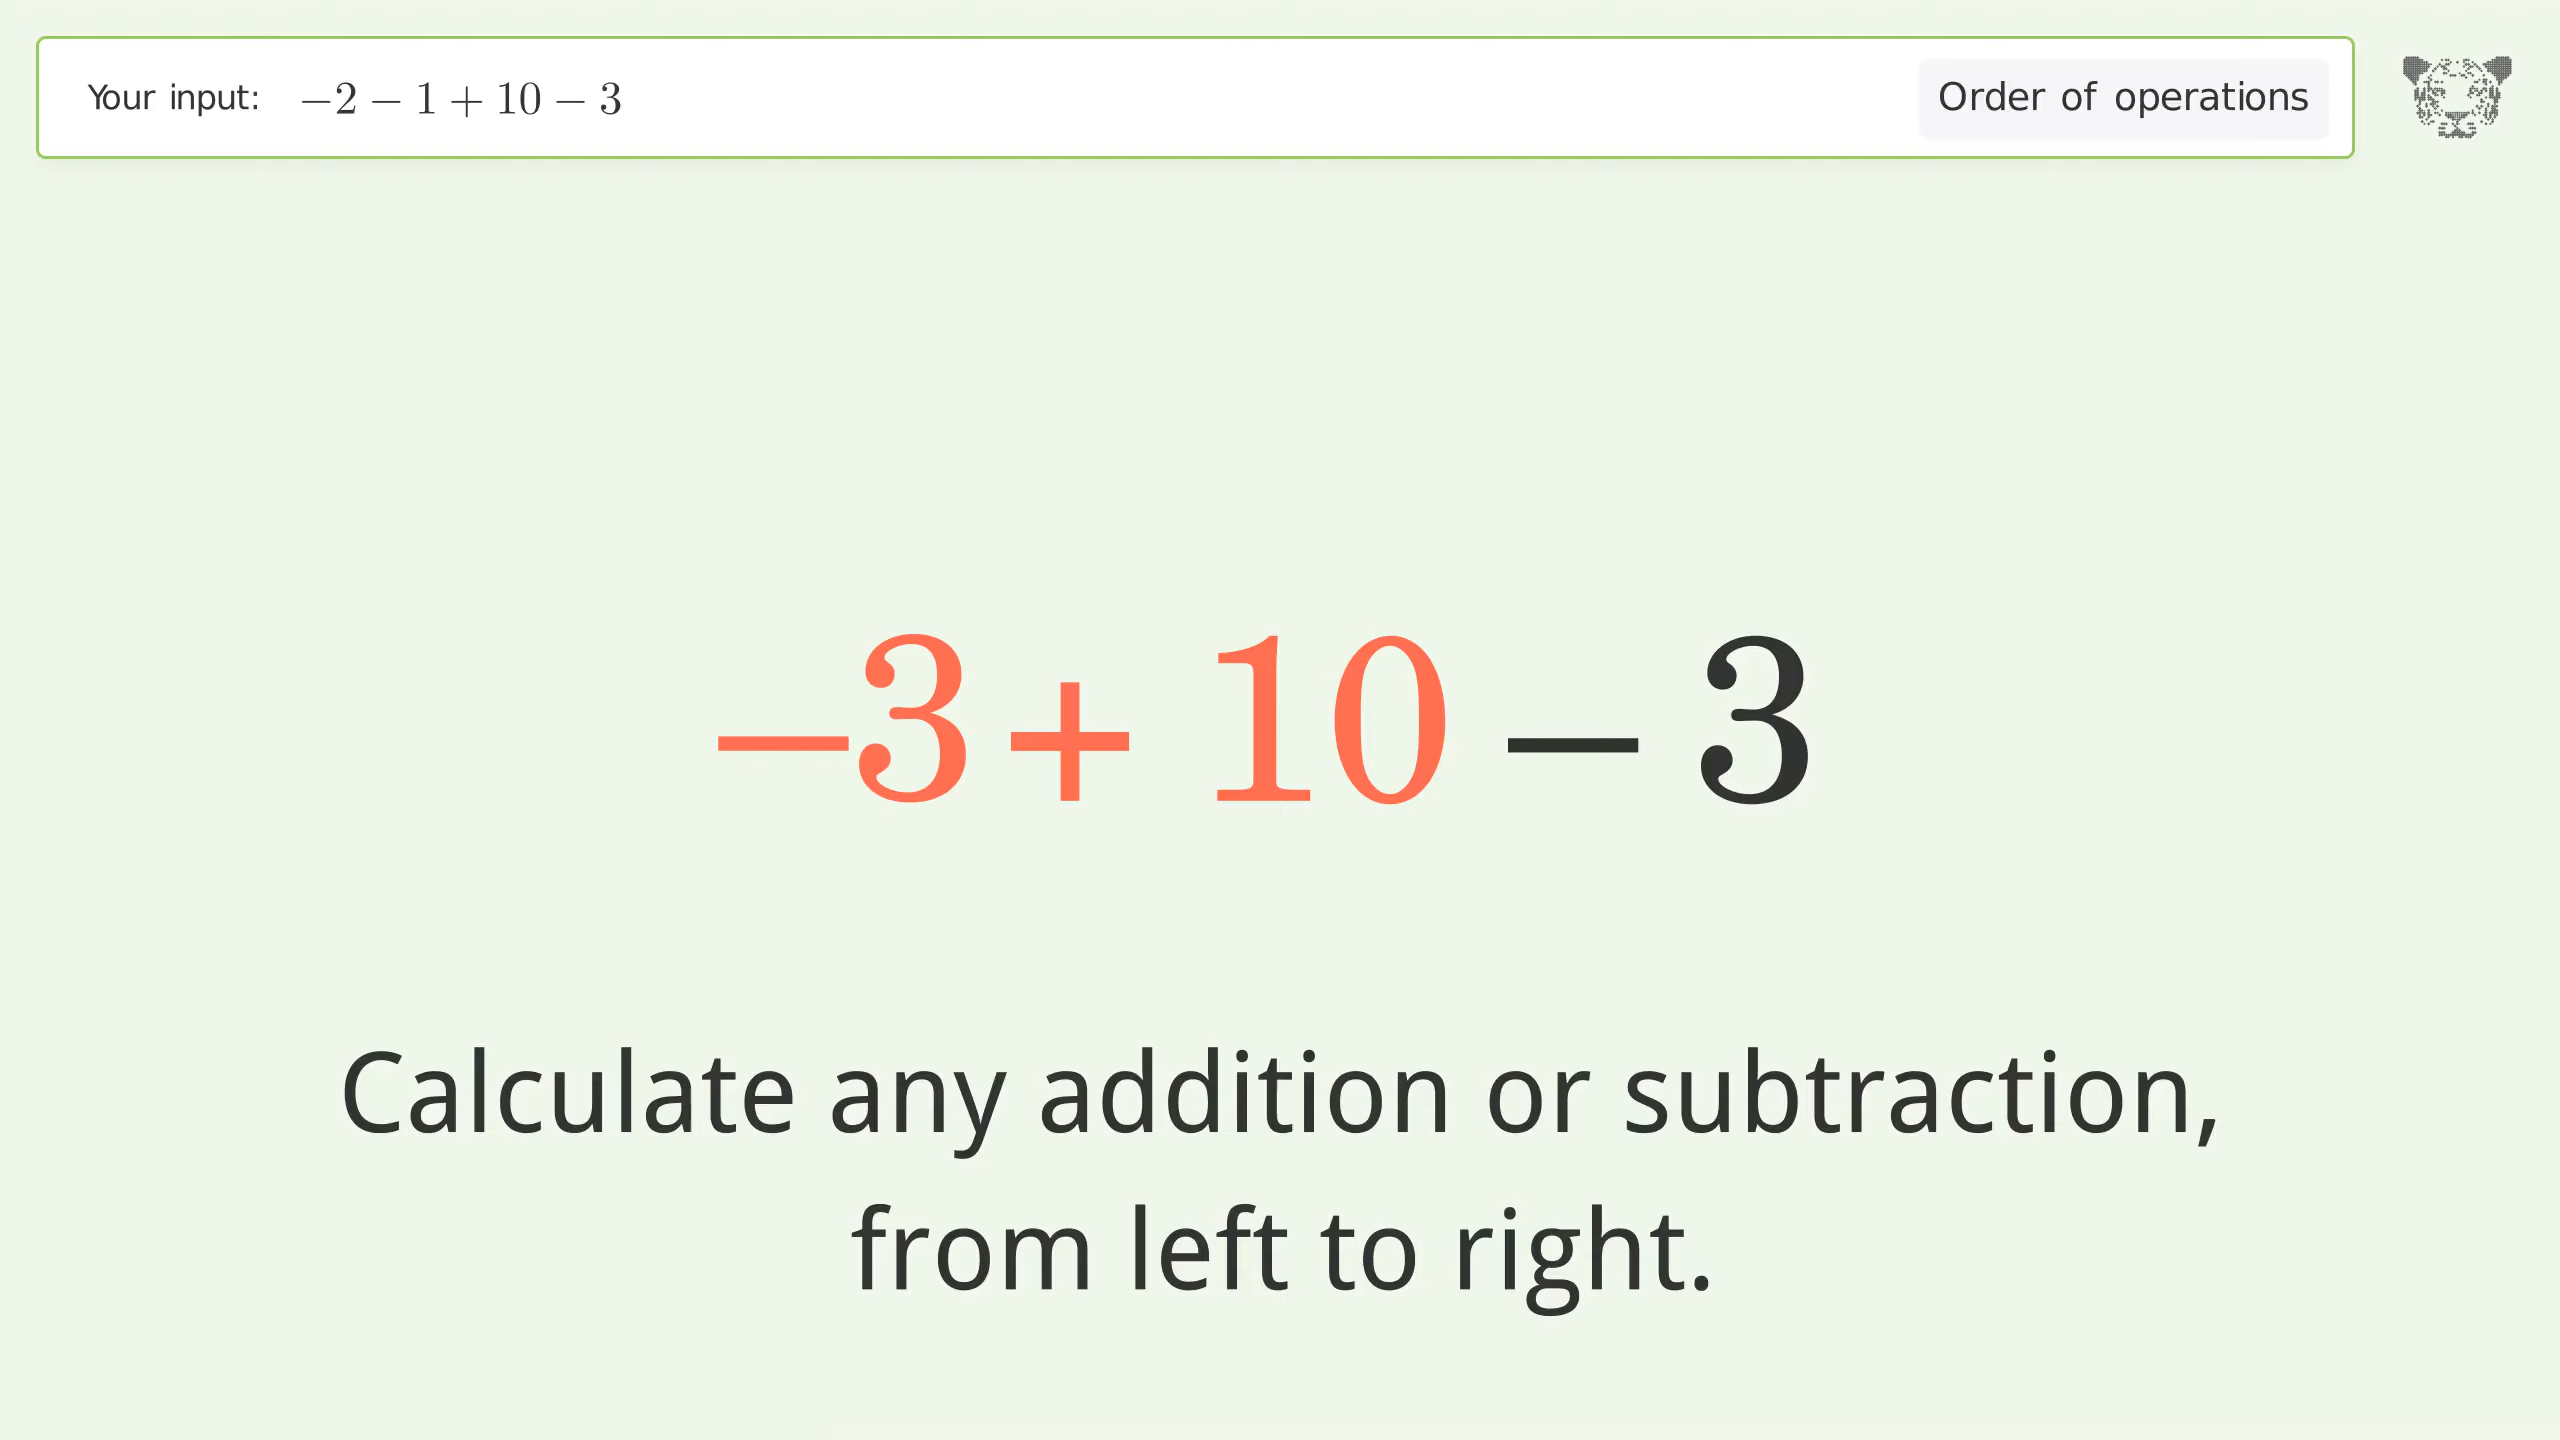 Your input: −2 − 1 + 10 − 3
Order of operations
−3 + 10 − 3
Calculate any addition or subtraction,
from left to right.